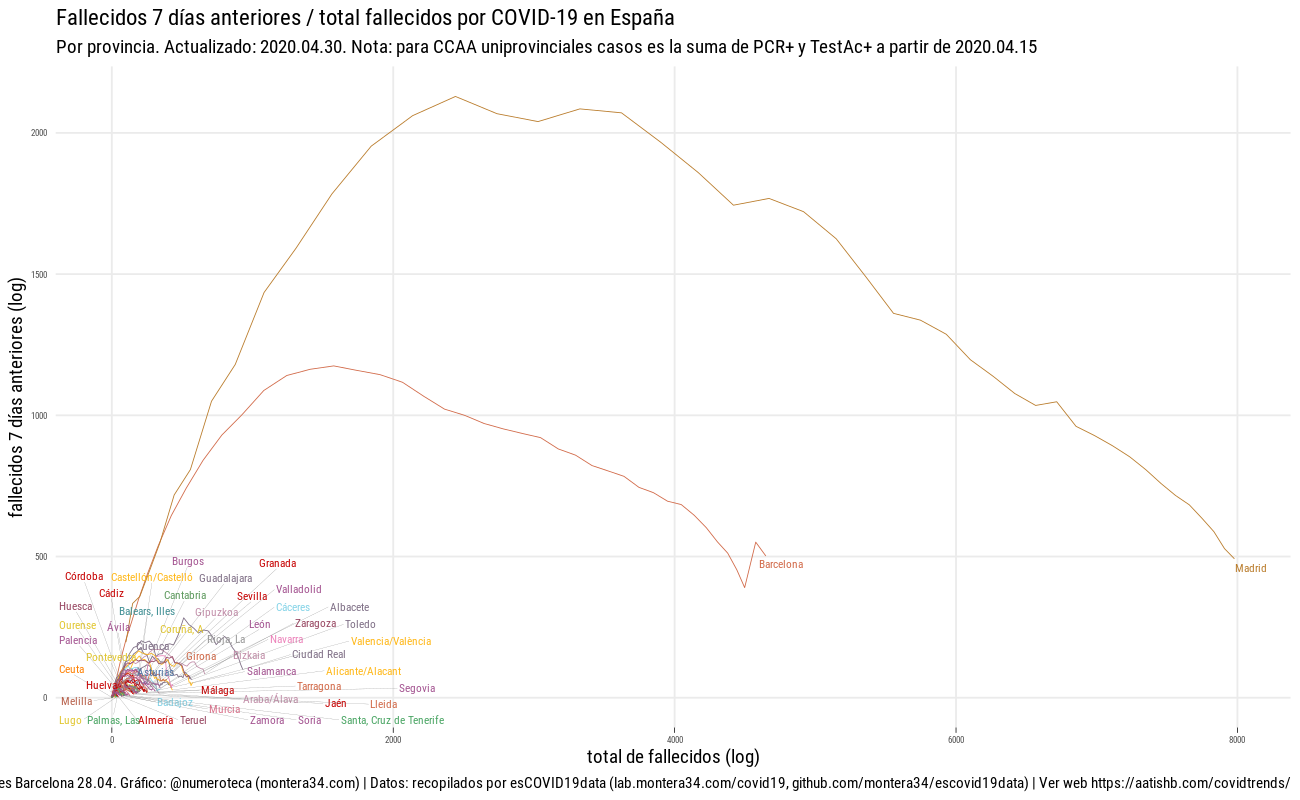 Fallecidos 7 días anteriores / total fallecidos por COVID-19 en España
Por provincia. Actualizado: 2020.04.30. Nota: para CCAA uniprovinciales casos es la suma de PCR+ y TestAc+ a partir de 2020.04.15
fallecidos 7 días anteriores (log)
2000
1500
1000
500
0
Madrid
Barcelona
Burgos
Granada
Córdoba
Castellón/Castelló
Guadalajara
Cádiz
Cantabria
Sevilla
Valladolid
Huesca
Balears, Illes
Gipuzkoa
Cáceres
Albacete
Ourense
Ávila
Coruña, A
León
Zaragoza
Toledo
Palencia
Cuenca
Rioja, La
Navarra
Valencia/València
Pontevedra
Girona
Bizkaia
Ciudad Real
Ceuta
Asturias
Salamanca
Alicante/Alacant
Huelva
Málaga
Tarragona
Segovia
Melilla
Badajoz
Araba/Álava
Jaén
Lleida
Murcia
Lugo
Palmas, Las
Almería
Teruel
Zamora
Soria
Santa, Cruz de Tenerife
0
2000
4000
6000
8000
total de fallecidos (log)
es Barcelona 28.04. Gráfico: @numeroteca (montera34.com) | Datos: recopilados por esCOVID19data (lab.montera34.com/covid19, github.com/montera34/escovid19data) | Ver web https://aatishb.com/covidtrends/